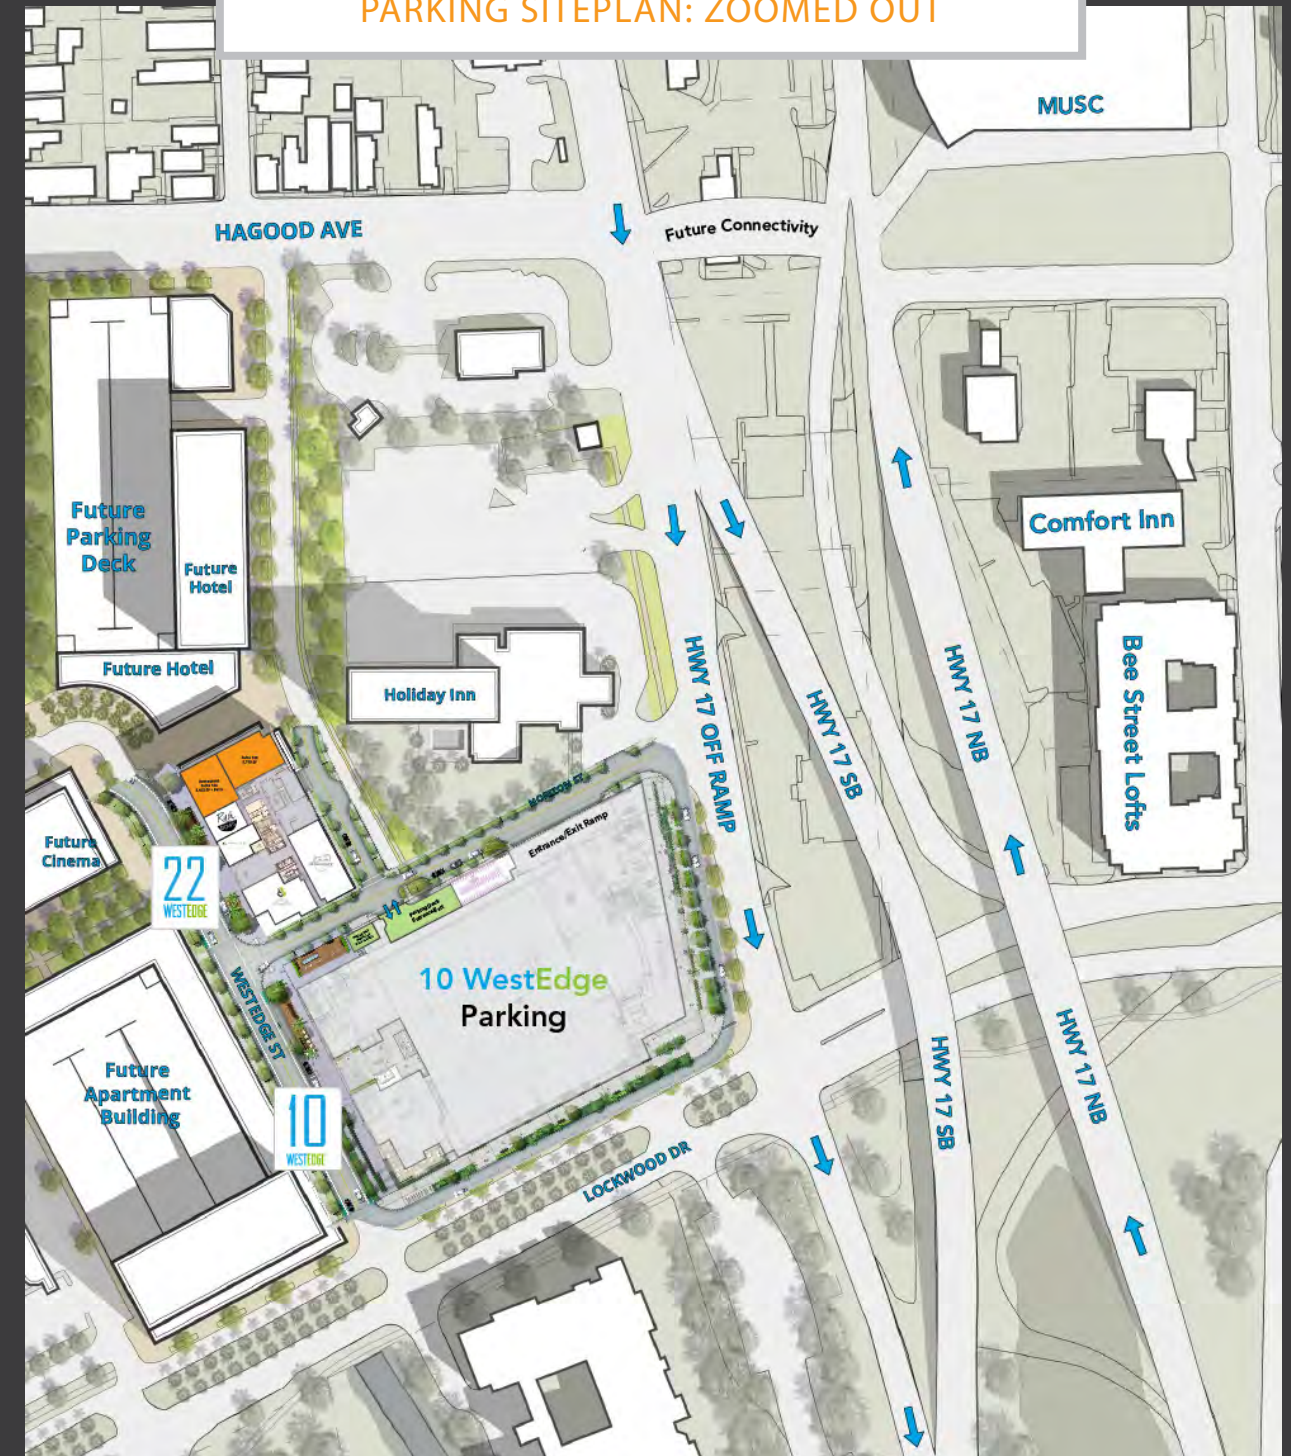 PARKING SITEPLAN: ZOOMED OUT
MUSC
HAGOOD AVE
Future Connectivity
Future
Parking
Deck
Future
Hotel
Comfort Inn
Future Hotel
Holiday Inn
HWY 17 OFF RAMP
HWY 17 SB
HWY 17 NB
Bee Street Lofts
MORRISON ST
Entrance/Exit Ramp
Future
Cinema
22
WESTEDGE
10 WestEdge
Parking
WESTEDGE ST
Future
Apartment
Building
10
WESTEDGE
LOCKWOOD DR
HWY 17 SB
HWY 17 NB